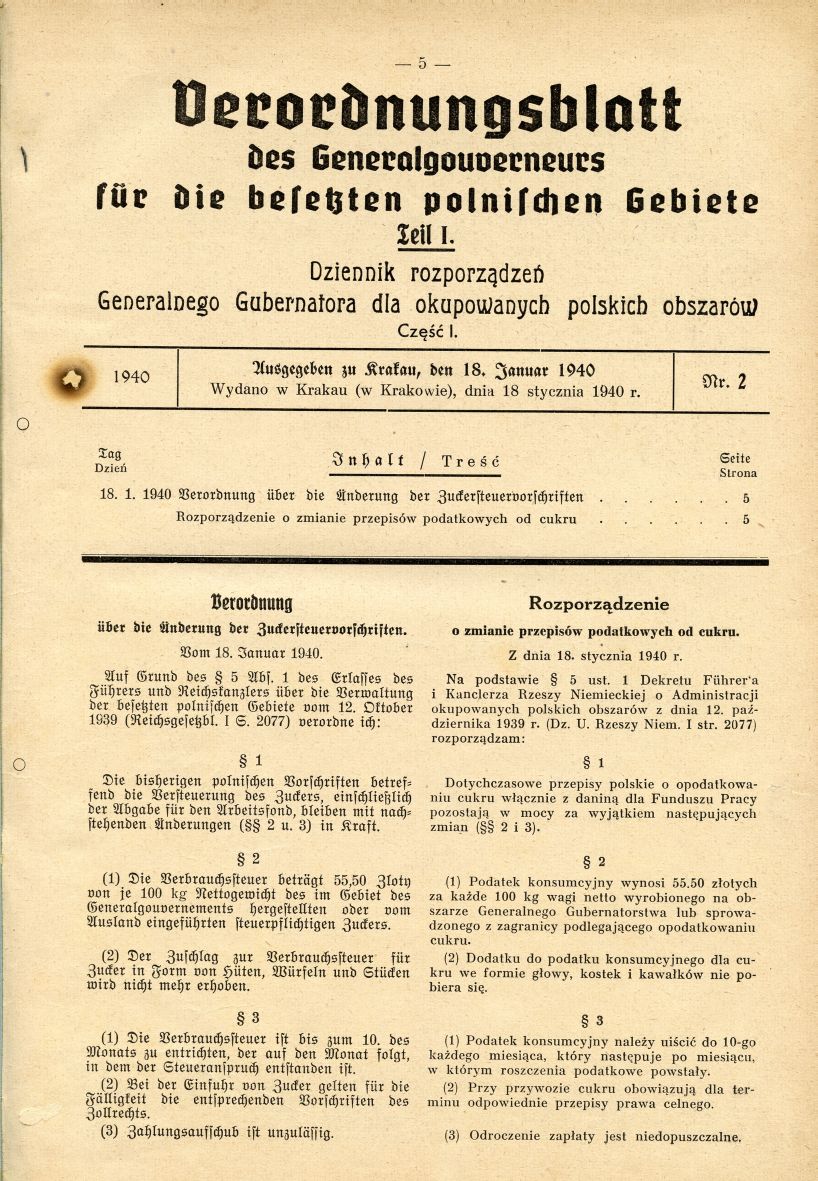 — 5 —
Verordnungsblatt
des Generalgouverneurs
für die besetzten polnischen Gebiete
Teil I.
Dziennik rozporządzeń
Generalnego Gubernatora dla okupowanych polskich obszarów
Część I.
1940
Ausgegeben zu Krakau, den 18. Januar 1940
Wydano w Krakau (w Krakowie), dnia 18 stycznia 1940 r.
Nr. 2
Tag
Dzień
Inhalt / Treść
Seite
Strona
18. 1. 1940 Verordnung über die Änderung der Zuckersteuervorschriften . . . . . . 5
Rozporządzenie o zmianie przepisów podatkowych od cukru . . . . . . 5
Verordnung
über die Änderung der Zuckersteuervorschriften.
Vom 18. Januar 1940.
Auf Grund des § 5 Abs. 1 des Erlasses des
Führers und Reichskanzlers über die Verwaltung
der besetzten polnischen Gebiete vom 12. Oktober
1939 (Reichsgesetzbl. I S. 2077) verordne ich:
§ 1
Die bisherigen polnischen Vorschriften betref-
fend die Versteuerung des Zuckers, einschließlich
der Abgabe für den Arbeitsfond, bleiben mit nach-
stehenden Änderungen (§§ 2 u. 3) in Kraft.
§ 2
(1) Die Verbrauchssteuer beträgt 55,50 Zloty
von je 100 kg Nettogewicht des im Gebiet des
Generalgouvernements hergestellten oder vom
Ausland eingeführten steuerpflichtigen Zuckers.
(2) Der Zuschlag zur Verbrauchssteuer für
Zucker in Form von Hüten, Würfeln und Stücken
wird nicht mehr erhoben.
§ 3
(1) Die Verbrauchssteuer ist bis zum 10. des
Monats zu entrichten, der auf den Monat folgt,
in dem der Steueranspruch entstanden ist.
(2) Bei der Einfuhr von Zucker gelten für die
Fälligkeit die entsprechenden Vorschriften des
Zollrechts.
(3) Zahlungsaufschub ist unzulässig.
Rozporządzenie
o zmianie przepisów podatkowych od cukru.
Z dnia 18. stycznia 1940 r.
Na podstawie § 5 ust. 1 Dekretu Führer'a
i Kanclerza Rzeszy Niemieckiej o Administracji
okupowanych polskich obszarów z dnia 12. paź-
dziernika 1939 r. (Dz. U. Rzeszy Niem. I str. 2077)
rozporządzam:
§ 1
Dotychczasowe przepisy polskie o opodatkowa-
niu cukru włącznie z daniną dla Funduszu Pracy
pozostają w mocy za wyjątkiem następujących
zmian (§§ 2 i 3).
§ 2
(1) Podatek konsumcyjny wynosi 55.50 złotych
za każde 100 kg wagi netto wyrobionego na ob-
szarze Generalnego Gubernatorstwa lub sprowa-
dzonego z zagranicy podlegającego opodatkowaniu
cukru.
(2) Dodatku do podatku konsumcyjnego dla cu-
kru we formie głowy, kostek i kawałków nie po-
biera się.
§ 3
(1) Podatek konsumcyjny należy uiścić do 10-go
każdego miesiąca, który następuje po miesiącu,
w którym roszczenia podatkowe powstały.
(2) Przy przywozie cukru obowiązują dla ter-
minu odpowiednie przepisy prawa celnego.
(3) Odroczenie zapłaty jest niedopuszczalne.